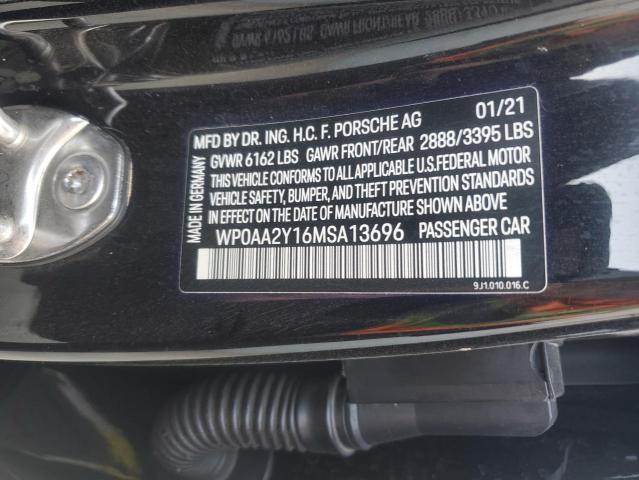 MFD BY DR. ING. H.C. F. PORSCHE AG 01/21
GVWR 6162 LBS GAWR FRONT/REAR 2888/3395 LBS
THIS VEHICLE CONFORMS TO ALL APPLICABLE U.S.FEDERAL MOTOR
VEHICLE SAFETY, BUMPER, AND THEFT PREVENTION STANDARDS
IN EFFECT ON THE DATE OF MANUFACTURE SHOWN ABOVE
WP0AA2Y16MSA13696 PASSENGER CAR
9J1.010.016.C
MADE IN GERMANY